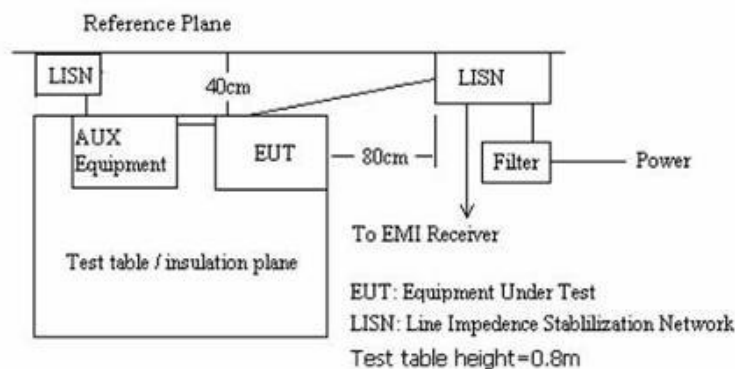 Reference Plane
LISN
40cm
LISN
AUX
Equipment
EUT
80cm
Filter
Power
To EMI Receiver
Test table / insulation plane
EUT: Equipment Under Test
LISN: Line Impedence Stablilization Network
Test table height=0.8m